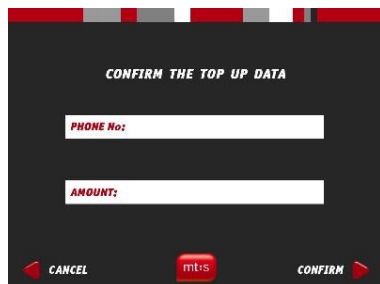 CONFIRM THE TOP UP DATA
PHONE No:
AMOUNT:
CANCEL
mt:s
CONFIRM